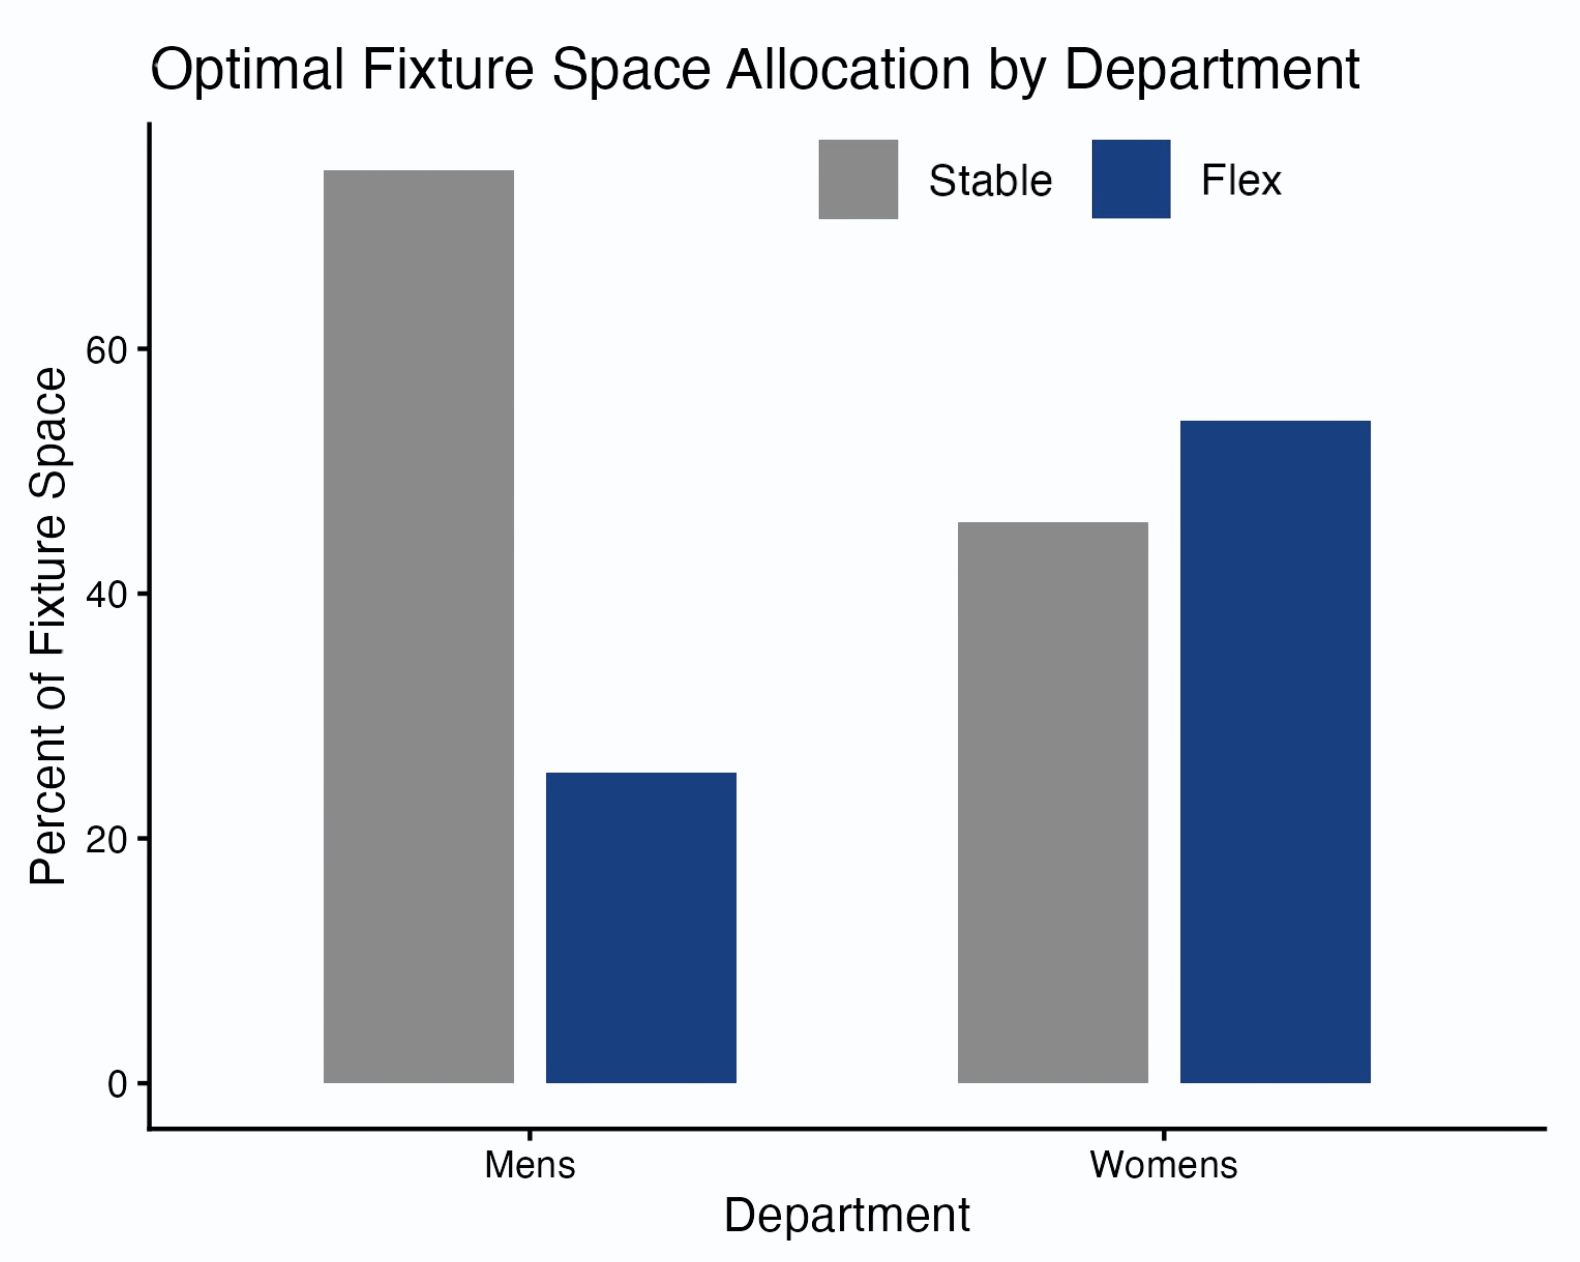 Optimal Fixture Space Allocation by Department
Stable
Flex
Percent of Fixture Space
60
40
20
0
Mens
Womens
Department